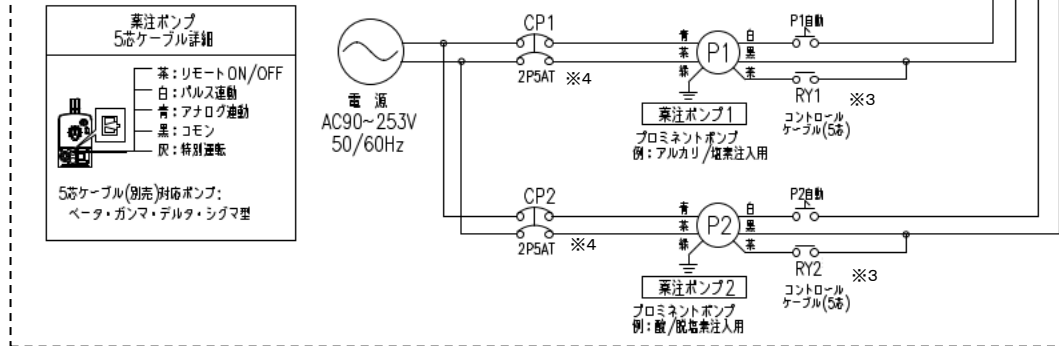 薬注ポンプ
5芯ケーブル詳細
茶：リモートON/OFF
白：パルス連動
青：アナログ連動
黒：コモン
灰：特別運転
5芯ケーブル(別売)対応ポンプ：
ベータ・ガンマ・デルタ・シグマ型
電 源
AC90~253V
50/60Hz
CP1
2P5AT ※4
青
茶
緑
P1
白
黒
茶
P1自動
RY1 ※3
コントロール
ケーブル(5芯)
薬注ポンプ1
プロミネントポンプ
例：アルカリ/塩素注入用
CP2
2P5AT ※4
青
茶
緑
P2
白
黒
茶
P2自動
RY2 ※3
コントロール
ケーブル(5芯)
薬注ポンプ2
プロミネントポンプ
例：酸/脱塩素注入用